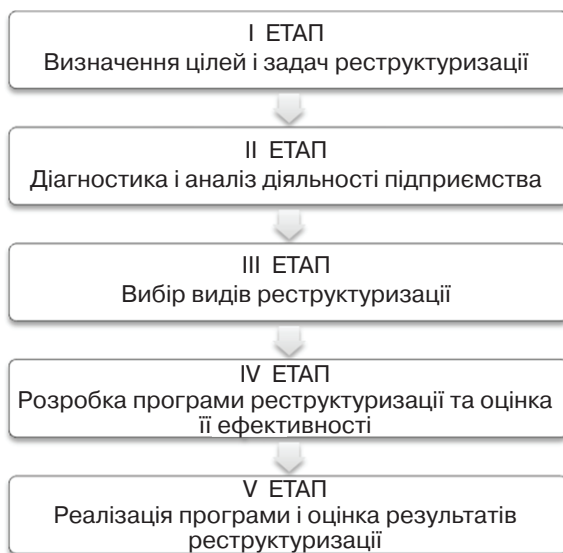 I ЕТАП
Визначення цілей і задач реструктуризації
II ЕТАП
Діагностика і аналіз діяльності підприємства
III ЕТАП
Вибір видів реструктуризації
IV ЕТАП
Розробка програми реструктуризації та оцінка
її ефективності
V ЕТАП
Реалізація програми і оцінка результатів
реструктуризації